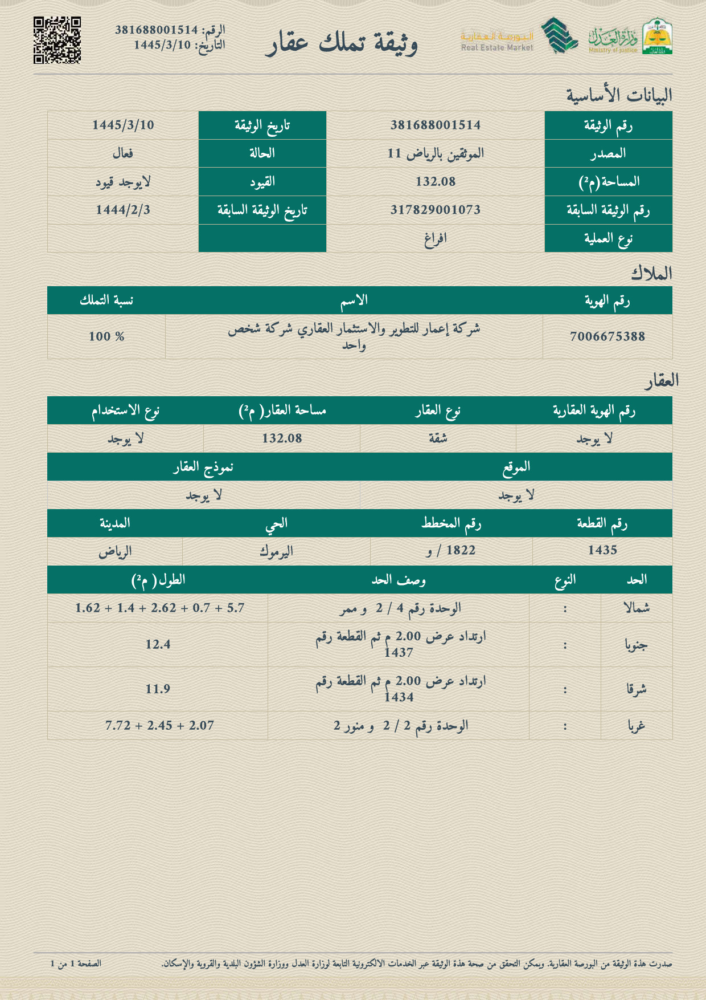 وزارة العدل
Ministry of Justice
البورصة العقارية
Real Estate Market
وثيقة تملك عقار
الرقم: 381688001514
التاريخ: 1445/3/10
البيانات الأساسية
رقم الوثيقة 381688001514 تاريخ الوثيقة 1445/3/10
المصدر الموثقين بالرياض 11 الحالة فعال
المساحة(م²) 132.08 القيود لايوجد قيود
رقم الوثيقة السابقة 317829001073 تاريخ الوثيقة السابقة 1444/2/3
نوع العملية افراغ
الملاك
رقم الهوية الاسم نسبة التملك
7006675388 شركة إعمار للتطوير والاستثمار العقاري شركة شخص واحد 100 %
العقار
رقم الهوية العقارية نوع العقار مساحة العقار( م²) نوع الاستخدام
لا يوجد شقة 132.08 لا يوجد
الموقع نموذج العقار
لا يوجد لا يوجد
رقم القطعة رقم المخطط الحي المدينة
1435 1822 / و اليرموك الرياض
الحد النوع وصف الحد الطول( م²)
شمالا : الوحدة رقم 4 / 2 و ممر 5.7 + 0.7 + 2.62 + 1.4 + 1.62
جنوبا : ارتداد عرض 2.00 م ثم القطعة رقم 1437 12.4
شرقا : ارتداد عرض 2.00 م ثم القطعة رقم 1434 11.9
غربا : الوحدة رقم 2 / 2 و منور 2 2.07 + 2.45 + 7.72
صدرت هذة الوثيقة من البورصة العقارية. ويمكن التحقق من صحة هذة الوثيقة عبر الخدمات الالكترونية التابعة لوزارة العدل ووزارة الشؤون البلدية والقروية والإسكان.
الصفحة 1 من 1